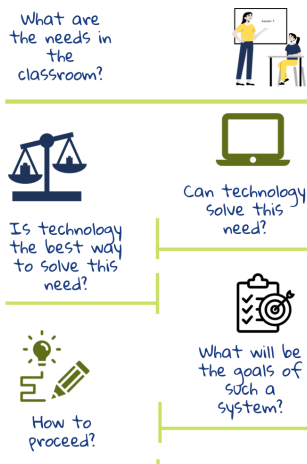 What are
the needs in
the
classroom?
Can technology
solve this
need?
Is technology
the best way
to solve this
need?
What will be
the goals of
such a
system?
How to
proceed?